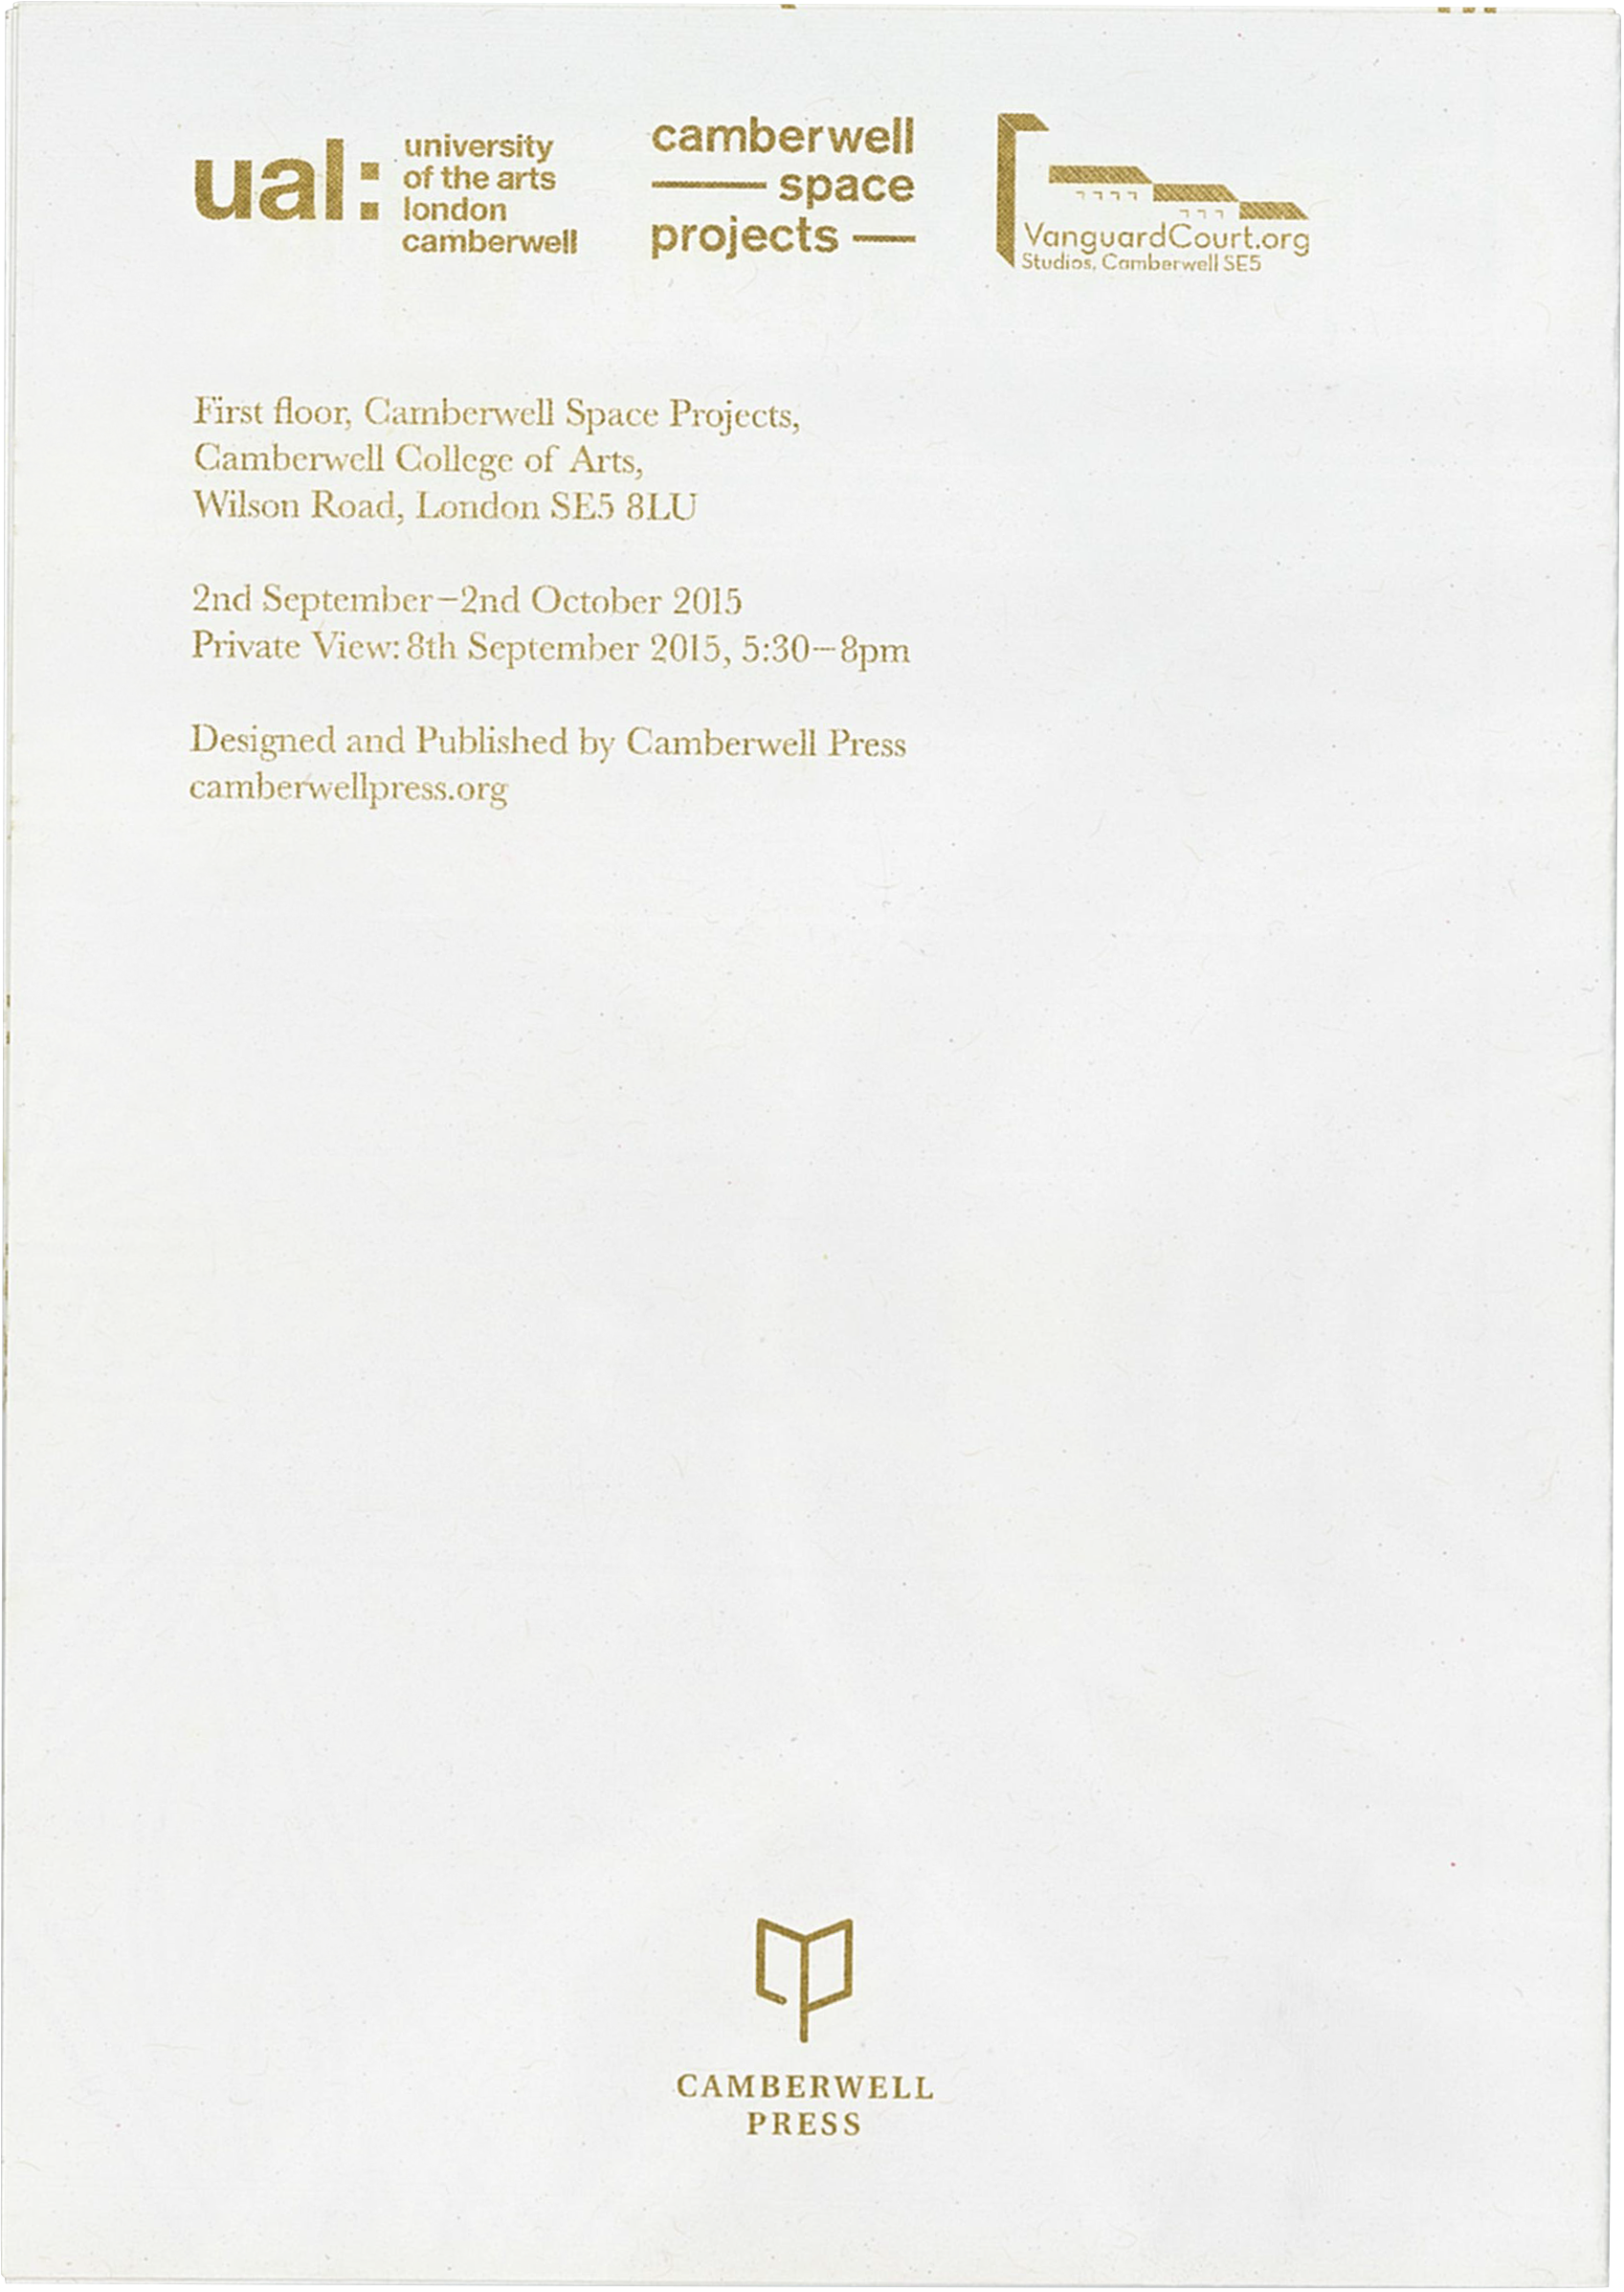 ual:
university
of the arts
london
camberwell
camberwell
space
projects
VanguardCourt.org
Studios, Camberwell SE5
First floor, Camberwell Space Projects,
Camberwell College of Arts,
Wilson Road, London SE5 8LU
2nd September–2nd October 2015
Private View: 8th September 2015, 5:30–8pm
Designed and Published by Camberwell Press
camberwellpress.org
CAMBERWELL
PRESS